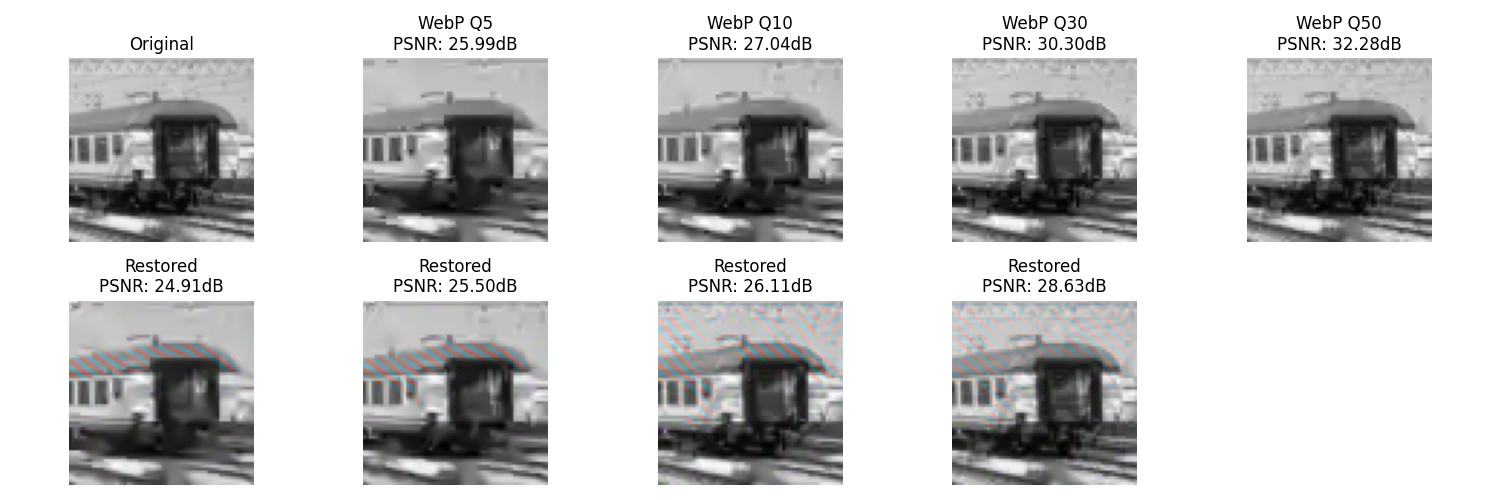 Original
WebP Q5
PSNR: 25.99dB
WebP Q10
PSNR: 27.04dB
WebP Q30
PSNR: 30.30dB
WebP Q50
PSNR: 32.28dB
Restored
PSNR: 24.91dB
Restored
PSNR: 25.50dB
Restored
PSNR: 26.11dB
Restored
PSNR: 28.63dB